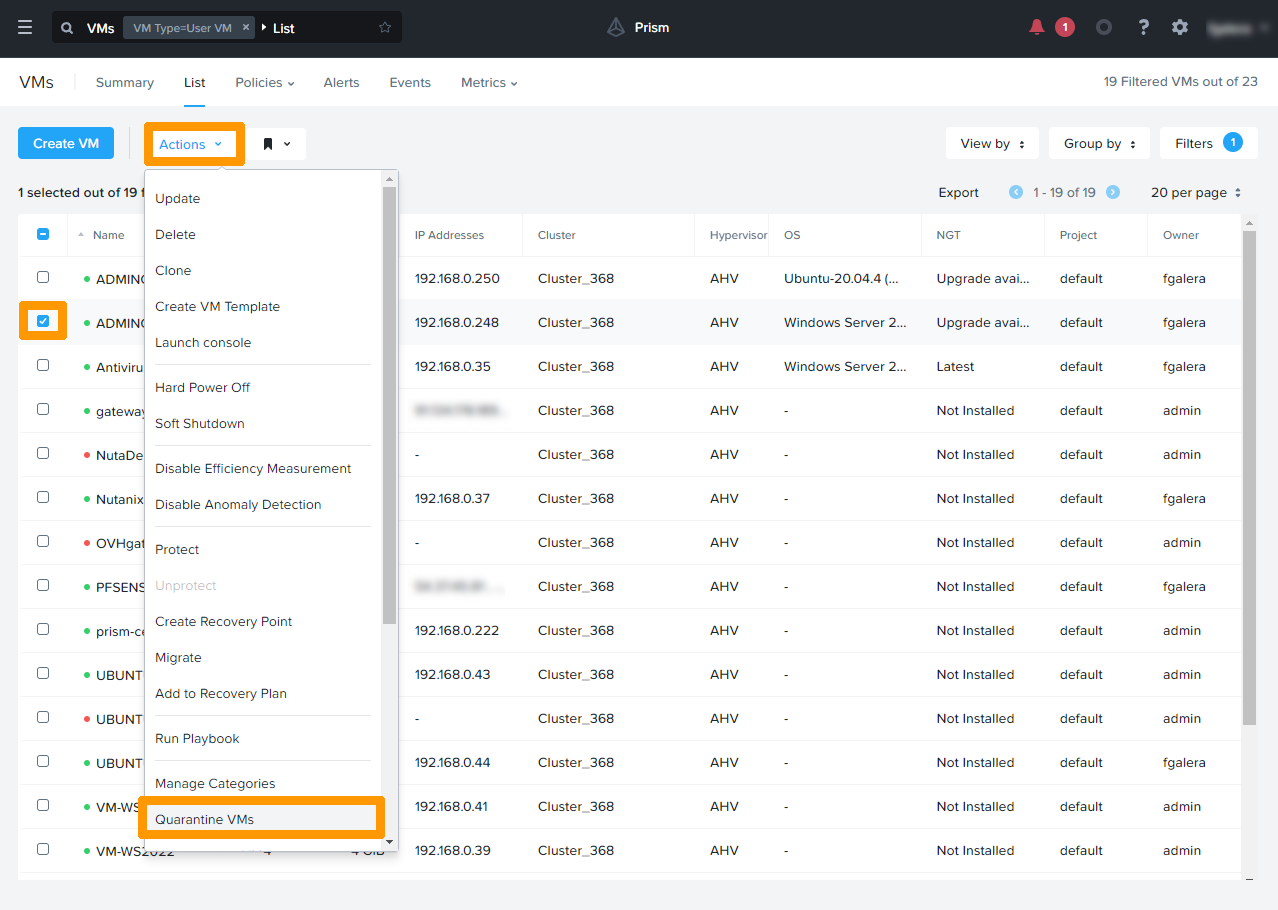 VMs VM Type=User VM × List Prism 1 ?
VMs Summary List Policies Alerts Events Metrics 19 Filtered VMs out of 23
Create VM Actions View by Group by Filters 1
1 selected out of 19 Export 1 - 19 of 19 20 per page
Name IP Addresses Cluster Hypervisor OS NGT Project Owner
192.168.0.250 Cluster_368 AHV Ubuntu-20.04.4 (... Upgrade avai... default fgalera
192.168.0.248 Cluster_368 AHV Windows Server 2... Upgrade avai... default fgalera
Antiviru 192.168.0.35 Cluster_368 AHV Windows Server 2... Latest default fgalera
gateway Cluster_368 AHV - Not Installed default admin
NutaDe - Cluster_368 AHV - Not Installed default admin
Nutanix 192.168.0.37 Cluster_368 AHV - Not Installed default fgalera
OVHgat - Cluster_368 AHV - Not Installed default admin
PFSENS Cluster_368 AHV - Not Installed default fgalera
prism-ce 192.168.0.222 Cluster_368 AHV - Not Installed default admin
UBUNT 192.168.0.43 Cluster_368 AHV - Not Installed default admin
UBUNT - Cluster_368 AHV - Not Installed default admin
UBUNT 192.168.0.44 Cluster_368 AHV - Not Installed default fgalera
VM-WS 192.168.0.41 Cluster_368 AHV - Not Installed default admin
VM-WS2022 4 4 GiB 192.168.0.39 Cluster_368 AHV - Not Installed default admin
Update
Delete
Clone
Create VM Template
Launch console
Hard Power Off
Soft Shutdown
Disable Efficiency Measurement
Disable Anomaly Detection
Protect
Unprotect
Create Recovery Point
Migrate
Add to Recovery Plan
Run Playbook
Manage Categories
Quarantine VMs